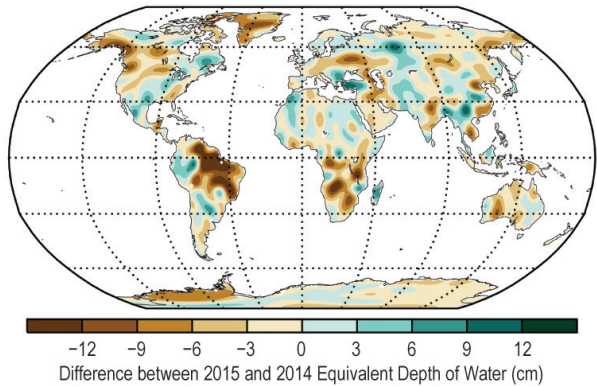 −12 −9 −6 −3 0 3 6 9 12
Difference between 2015 and 2014 Equivalent Depth of Water (cm)